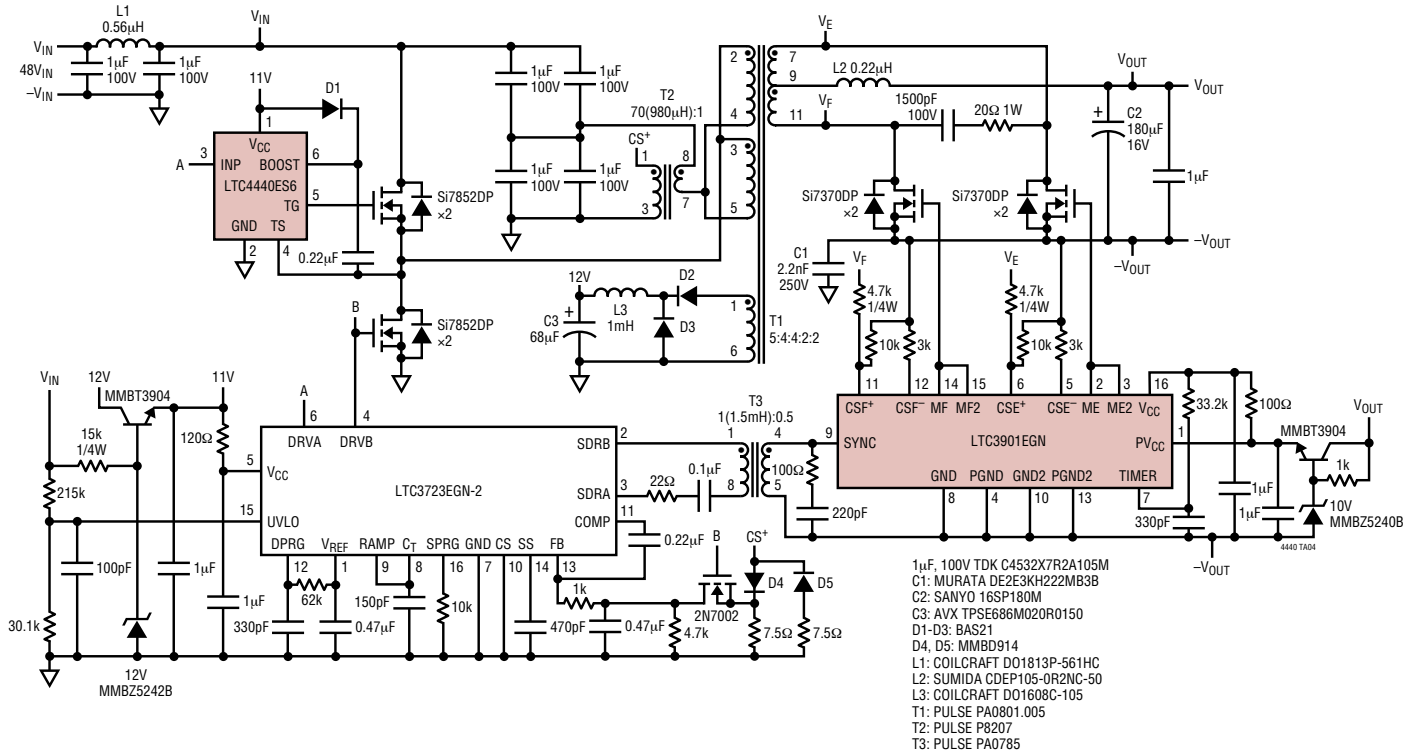 L1
0.56µH
VIN
VIN
48VIN
–VIN
1µF
100V
1µF
100V
11V
D1
A
3
INP
1
VCC
BOOST
6
LTC4440ES6
TG
5
GND
TS
2
4
0.22µF
Si7852DP
×2
B
Si7852DP
×2
1µF
100V
1µF
100V
1µF
100V
1µF
100V
T2
70(980µH):1
CS+
1
8
3
7
2
4
3
5
1
6
7
9
11
VE
VF
L2 0.22µH
1500pF
100V
20Ω 1W
VOUT
VOUT
+
C2
180µF
16V
1µF
Si7370DP
×2
Si7370DP
×2
–VOUT
–VOUT
12V
+
C3
68µF
L3
1mH
D2
D3
T1
5:4:4:2:2
C1
2.2nF
250V
VF
4.7k
1/4W
10k
3k
VE
4.7k
1/4W
10k
3k
11
12
14
15
6
5
2
3
16
CSF+
CSF–
MF
MF2
CSE+
CSE–
ME
ME2
VCC
9
SYNC
LTC3901EGN
PVCC
1
GND
PGND
GND2
PGND2
TIMER
8
4
10
13
7
33.2k
100Ω
MMBT3904
VOUT
1k
1µF
1µF
10V
MMBZ5240B
330pF
4440 TA04
–VOUT
VIN
12V
MMBT3904
11V
15k
1/4W
120Ω
215k
A
6
DRVA
4
DRVB
5
VCC
LTC3723EGN-2
15
UVLO
SDRB
2
SDRA
3
COMP
11
DPRG
VREF
RAMP
CT
SPRG
GND
CS
SS
FB
12
1
9
8
16
7
10
14
13
T3
1(1.5mH):0.5
1
4
8
5
22Ω
0.1µF
100Ω
220pF
0.22µF
100pF
1µF
30.1k
12V
MMBZ5242B
1µF
62k
330pF
0.47µF
150pF
10k
470pF
1k
0.47µF
4.7k
B
2N7002
CS+
D4
D5
7.5Ω
7.5Ω
1µF, 100V TDK C4532X7R2A105M
C1: MURATA DE2E3KH222MB3B
C2: SANYO 16SP180M
C3: AVX TPSE686M020R0150
D1-D3: BAS21
D4, D5: MMBD914
L1: COILCRAFT DO1813P-561HC
L2: SUMIDA CDEP105-0R2NC-50
L3: COILCRAFT DO1608C-105
T1: PULSE PA0801.005
T2: PULSE P8207
T3: PULSE PA0785